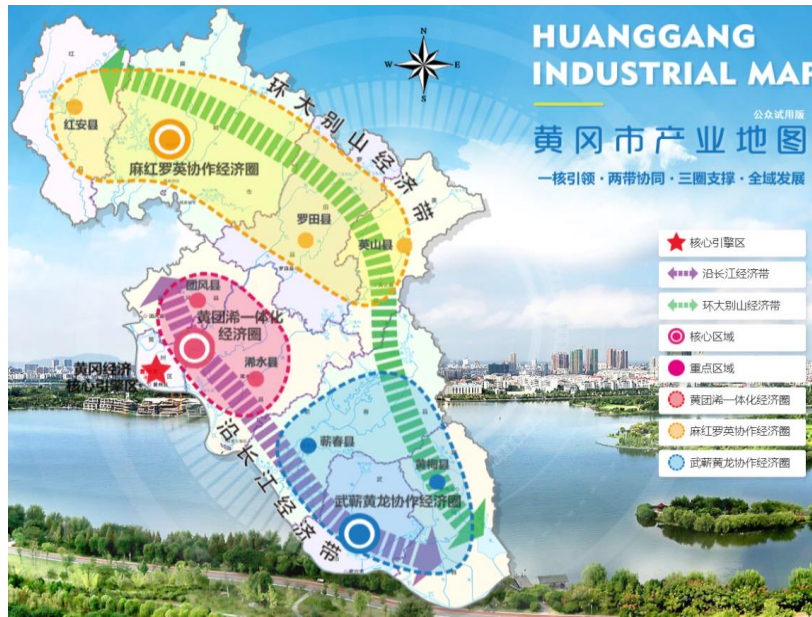 HUANGGANG
INDUSTRIAL MAP
公众试用版
黄冈市产业地图
一核引领·两带协同·三圈支撑·全域发展
N
W
E
S
环大别山经济带
红安县
麻红罗英协作经济圈
罗田县
英山县
团风县
黄团浠一体化
经济圈
浠水县
黄冈经济
核心引擎区
沿长江经济带
蕲春县
黄梅县
武蕲黄龙协作经济圈
核心引擎区
沿长江经济带
环大别山经济带
核心区域
重点区域
黄团浠一体化经济圈
麻红罗英协作经济圈
武蕲黄龙协作经济圈